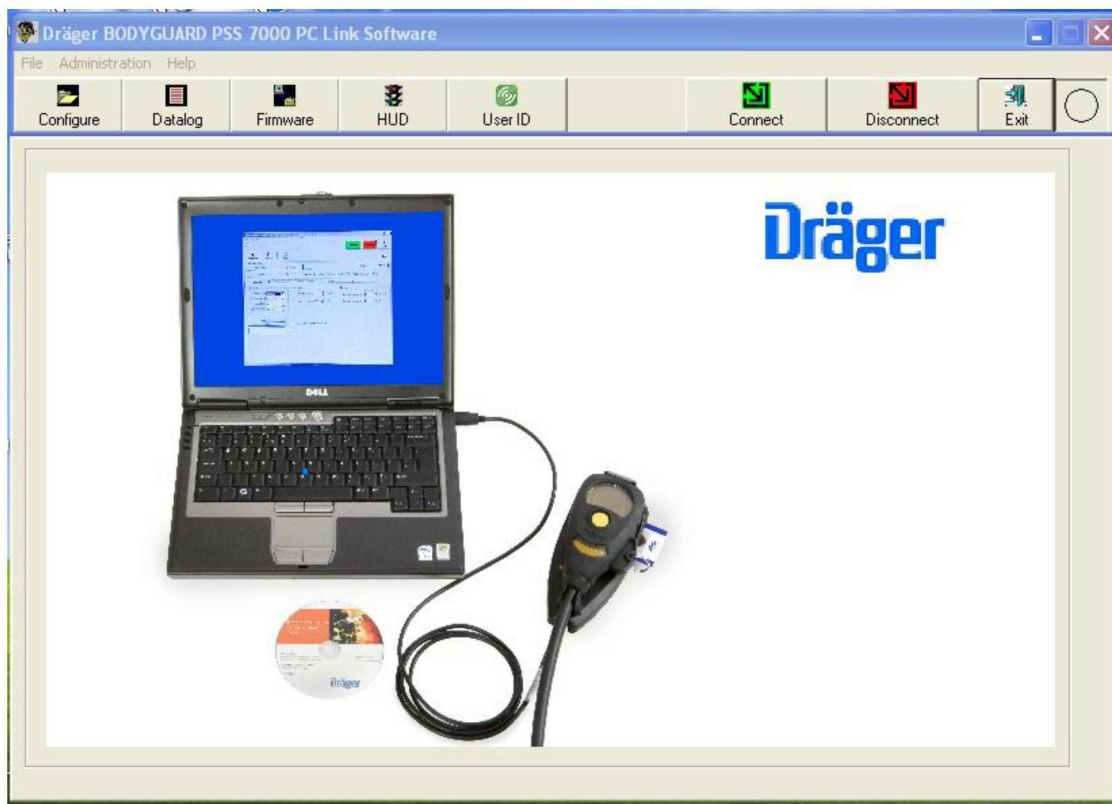 Dräger BODYGUARD PSS 7000 PC Link Software
File Administration Help
Configure Datalog Firmware HUD User ID Connect Disconnect Exit
Dräger
DELL
Dräger